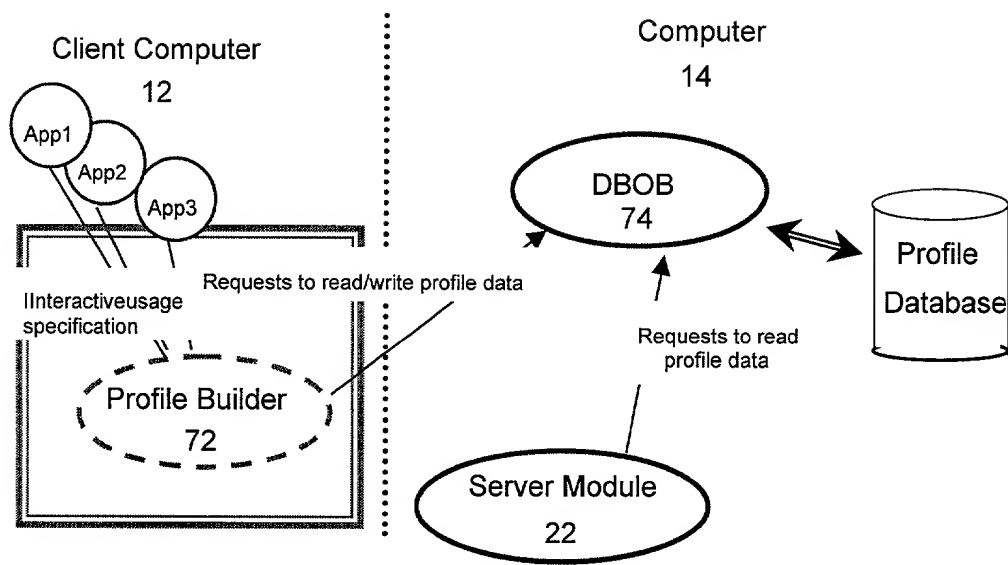 Client Computer
12
App1
App2
App3
IInteractiveusage
specification
Requests to read/write profile data
Profile Builder
72
Computer
14
DBOB
74
Profile
Database
Requests to read
profile data
Server Module
22